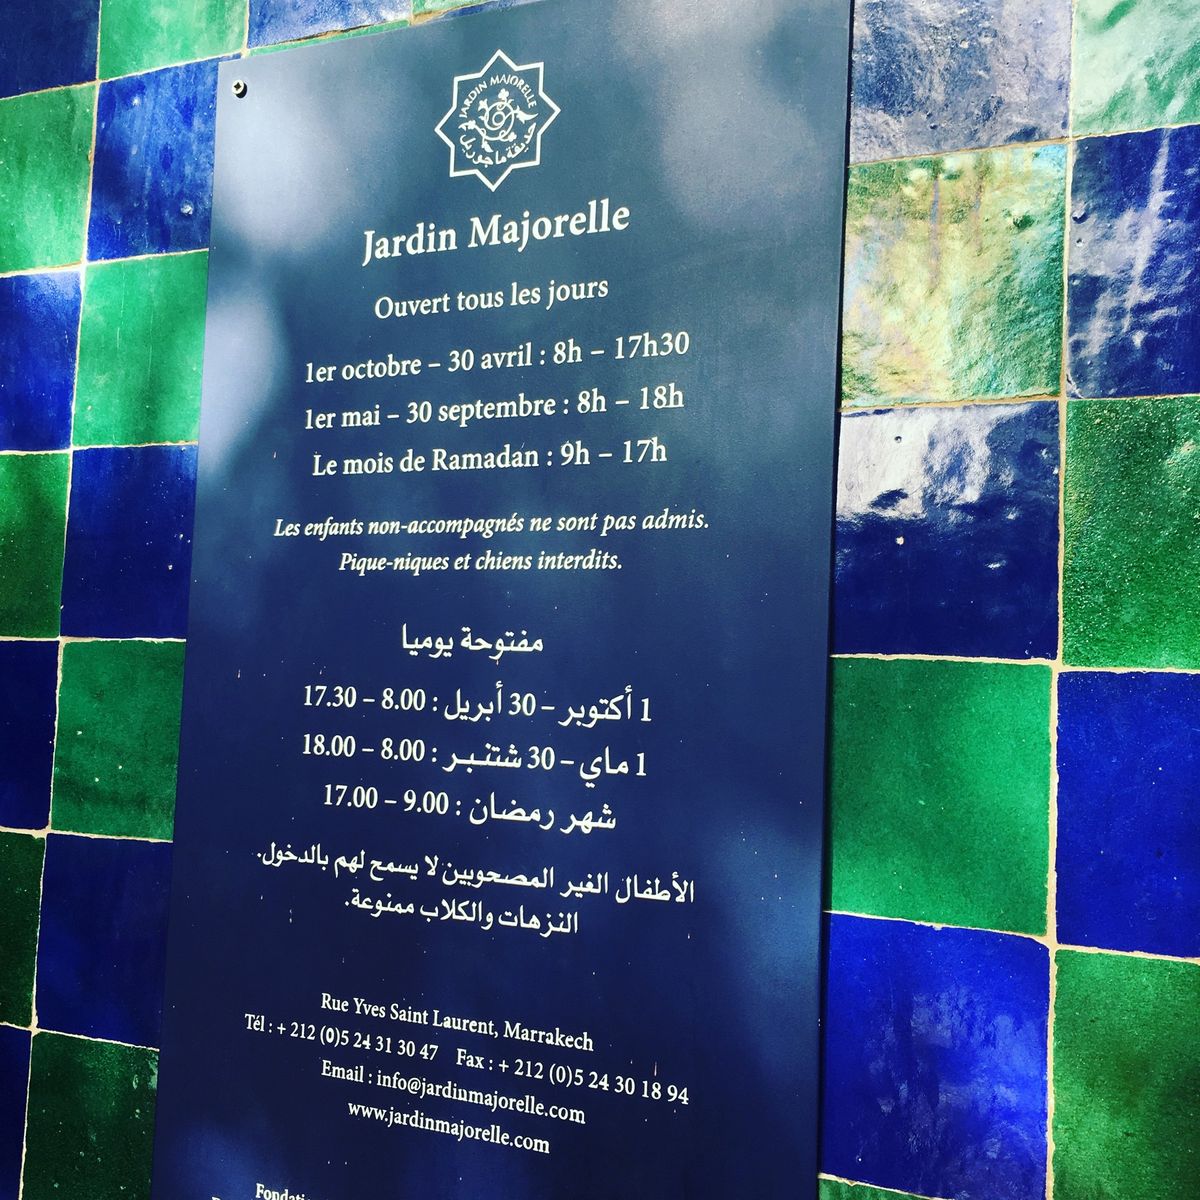 JARDIN MAJORELLE
حديقة ماجوريل
Jardin Majorelle
Ouvert tous les jours
1er octobre – 30 avril : 8h – 17h30
1er mai – 30 septembre : 8h – 18h
Le mois de Ramadan : 9h – 17h
Les enfants non-accompagnés ne sont pas admis.
Pique-niques et chiens interdits.
مفتوحة يوميا
1 أكتوبر – 30 أبريل : 8.00 – 17.30
1 ماي – 30 شتنبر : 8.00 – 18.00
شهر رمضان : 9.00 – 17.00
الأطفال الغير المصحوبين لا يسمح لهم بالدخول.
النزهات والكلاب ممنوعة.
Rue Yves Saint Laurent, Marrakech
Tél : + 212 (0)5 24 31 30 47 Fax : + 212 (0)5 24 30 18 94
Email : info@jardinmajorelle.com
www.jardinmajorelle.com